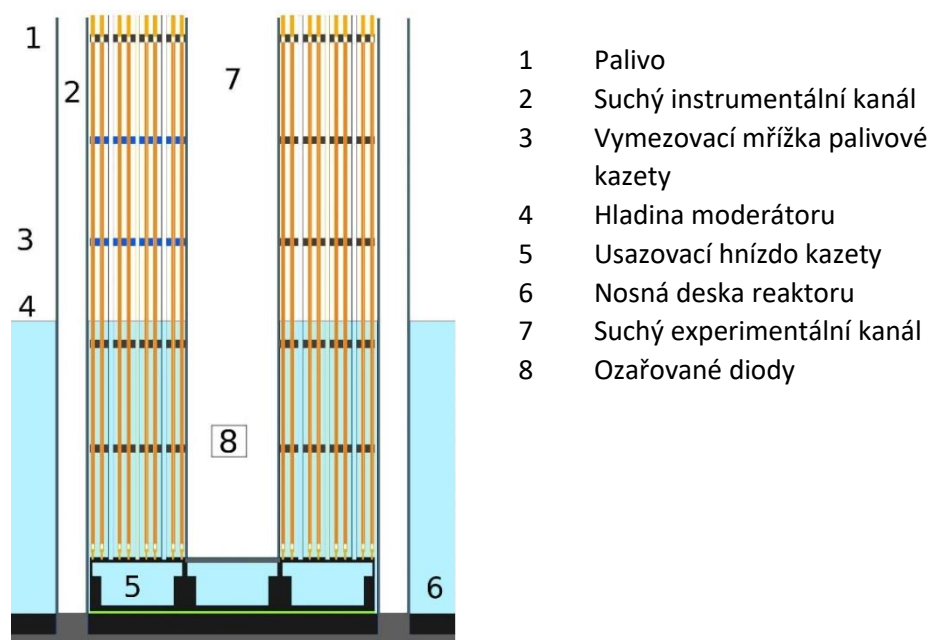 1
2
7
3
4
8
5
6
1 Palivo
2 Suchý instrumentální kanál
3 Vymezovací mřížka palivové
kazety
4 Hladina moderátoru
5 Usazovací hnízdo kazety
6 Nosná deska reaktoru
7 Suchý experimentální kanál
8 Ozařované diody